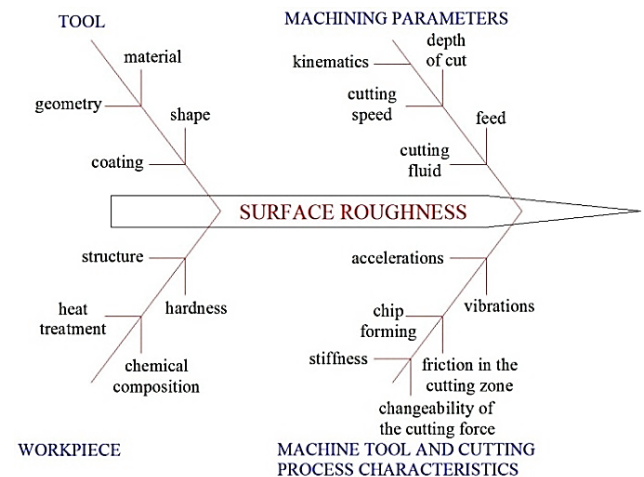 TOOL
material
geometry
shape
coating
MACHINING PARAMETERS
depth
of cut
kinematics
cutting
speed
feed
cutting
fluid
SURFACE ROUGHNESS
structure
hardness
heat
treatment
chemical
composition
WORKPIECE
accelerations
vibrations
chip
forming
stiffness
friction in the
cutting zone
changeability of
the cutting force
MACHINE TOOL AND CUTTING
PROCESS CHARACTERISTICS